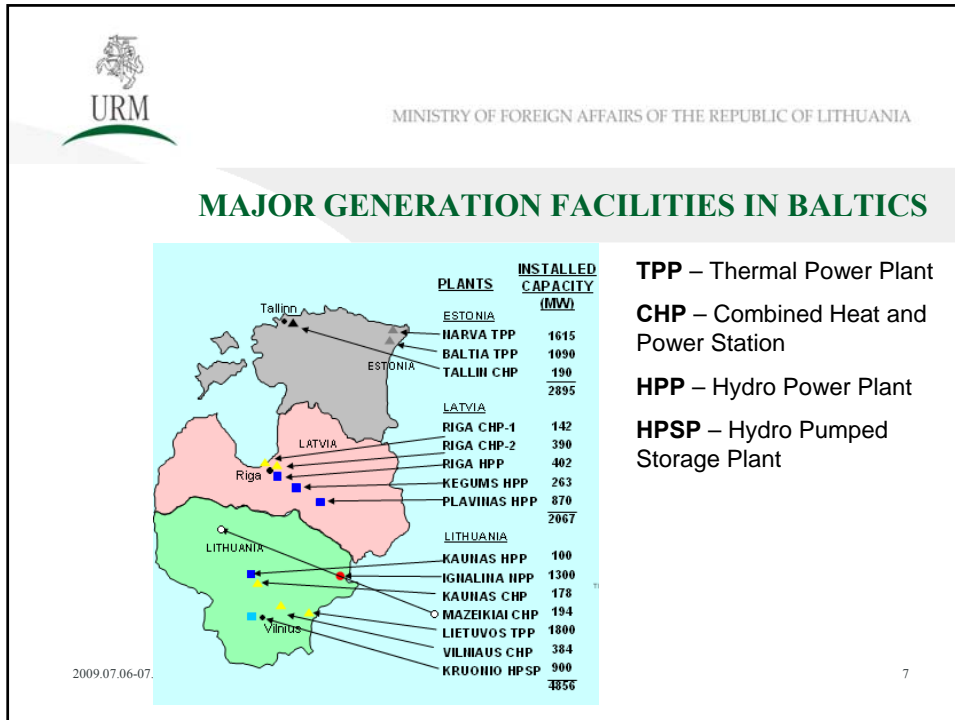 URM
MINISTRY OF FOREIGN AFFAIRS OF THE REPUBLIC OF LITHUANIA
MAJOR GENERATION FACILITIES IN BALTICS
PLANTS INSTALLED CAPACITY (MW)
ESTONIA
NARVA TPP 1615
BALTIA TPP 1090
TALLIN CHP 190
2895
LATVIA
RIGA CHP-1 142
RIGA CHP-2 390
RIGA HPP 402
KEGUMS HPP 263
PLAVINAS HPP 870
2067
LITHUANIA
KAUNAS HPP 100
IGNALINA NPP 1300
KAUNAS CHP 178
MAZEIKIAI CHP 194
LIETUVOS TPP 1800
VILNIAUS CHP 384
KRUONIO HPSP 900
4856
Tallinn
ESTONIA
LATVIA
Riga
LITHUANIA
Vilnius
TPP – Thermal Power Plant
CHP – Combined Heat and
Power Station
HPP – Hydro Power Plant
HPSP – Hydro Pumped
Storage Plant
2009.07.06-07.
7